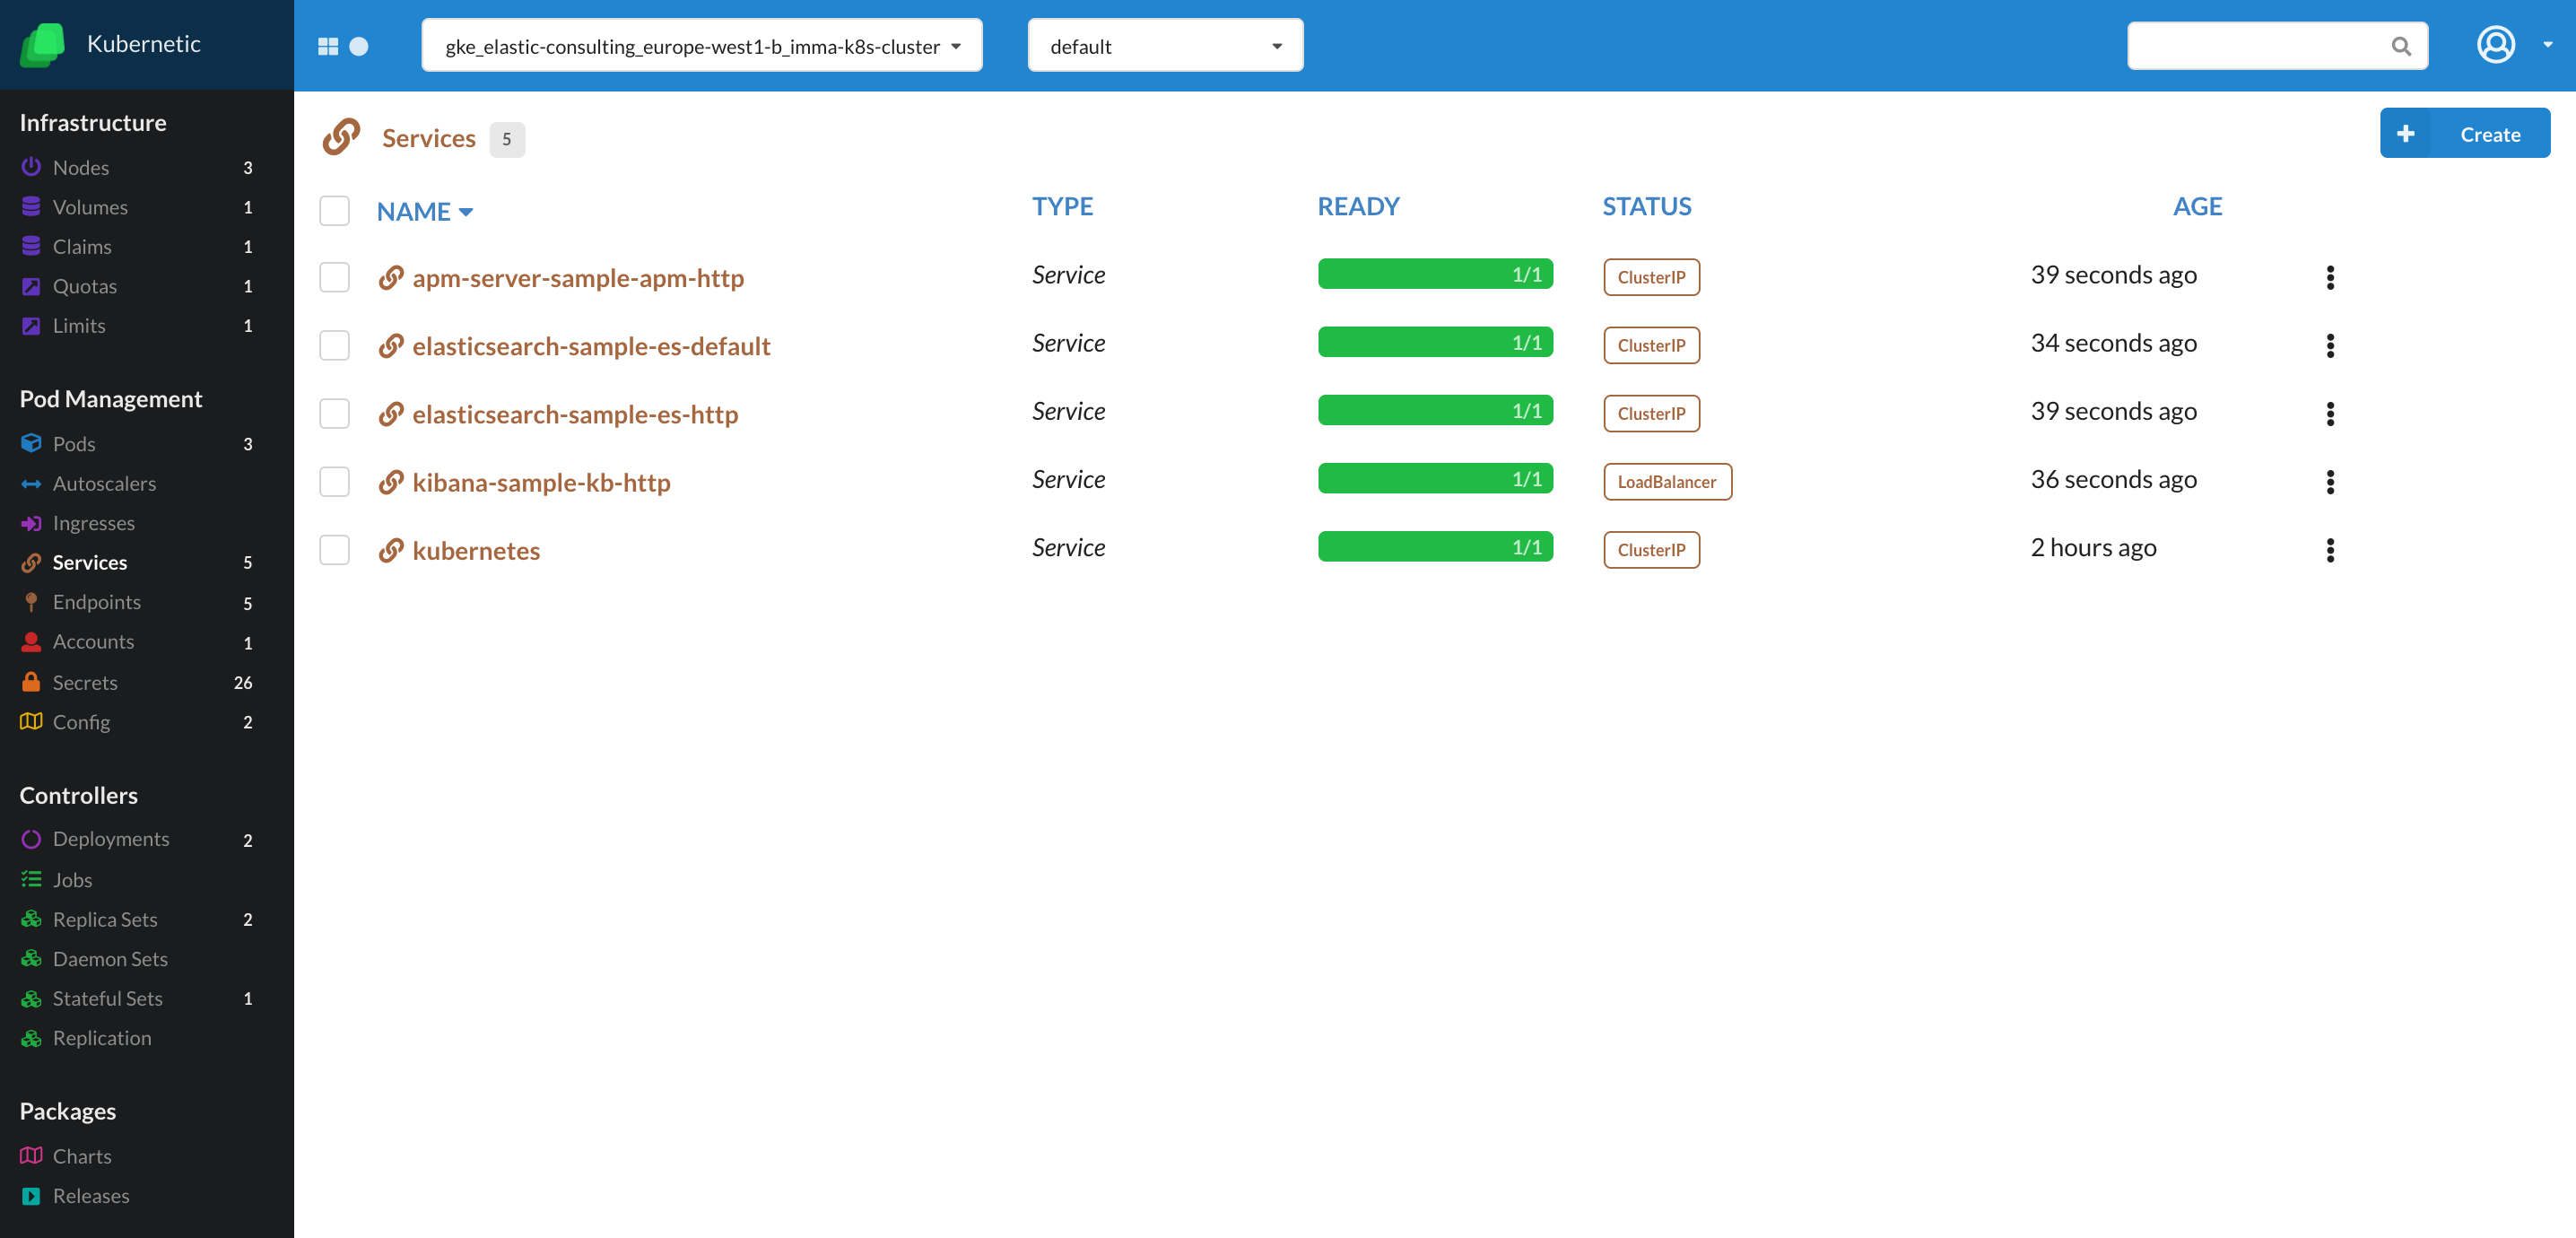 Kubernetic
gke_elastic-consulting_europe-west1-b_imma-k8s-cluster
default
Infrastructure
Nodes 3
Volumes 1
Claims 1
Quotas 1
Limits 1
Pod Management
Pods 3
Autoscalers
Ingresses
Services 5
Endpoints 5
Accounts 1
Secrets 26
Config 2
Controllers
Deployments 2
Jobs
Replica Sets 2
Daemon Sets
Stateful Sets 1
Replication
Packages
Charts
Releases
Services 5
Create
NAME TYPE READY STATUS AGE
apm-server-sample-apm-http Service 1/1 ClusterIP 39 seconds ago
elasticsearch-sample-es-default Service 1/1 ClusterIP 34 seconds ago
elasticsearch-sample-es-http Service 1/1 ClusterIP 39 seconds ago
kibana-sample-kb-http Service 1/1 LoadBalancer 36 seconds ago
kubernetes Service 1/1 ClusterIP 2 hours ago